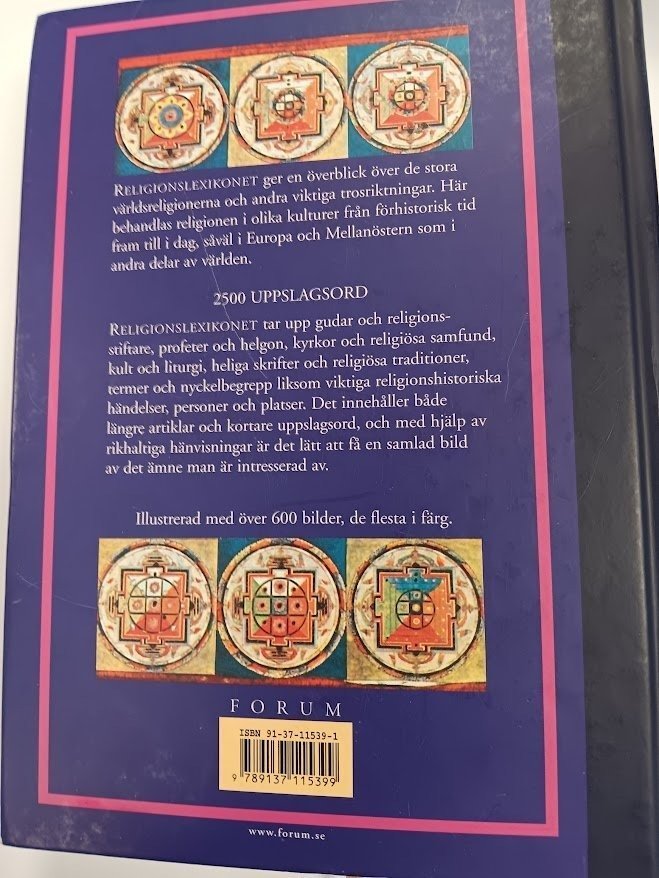 RELIGIONSLEXIKONET ger en överblick över de stora
världsreligionerna och andra viktiga trosriktningar. Här
behandlas religionen i olika kulturer från förhistorisk tid
fram till i dag, såväl i Europa och Mellanöstern som i
andra delar av världen.
2500 UPPSLAGSORD
RELIGIONSLEXIKONET tar upp gudar och religions-
stiftare, profeter och helgon, kyrkor och religiösa samfund,
kult och liturgi, heliga skrifter och religiösa traditioner,
termer och nyckelbegrepp liksom viktiga religionshistoriska
händelser, personer och platser. Det innehåller både
längre artiklar och kortare uppslagsord, och med hjälp av
rikhaltiga hänvisningar är det lätt att få en samlad bild
av det ämne man är intresserad av.
Illustrerad med över 600 bilder, de flesta i färg.
FORUM
ISBN 91-37-11539-1
9 789137 115399
www.forum.se